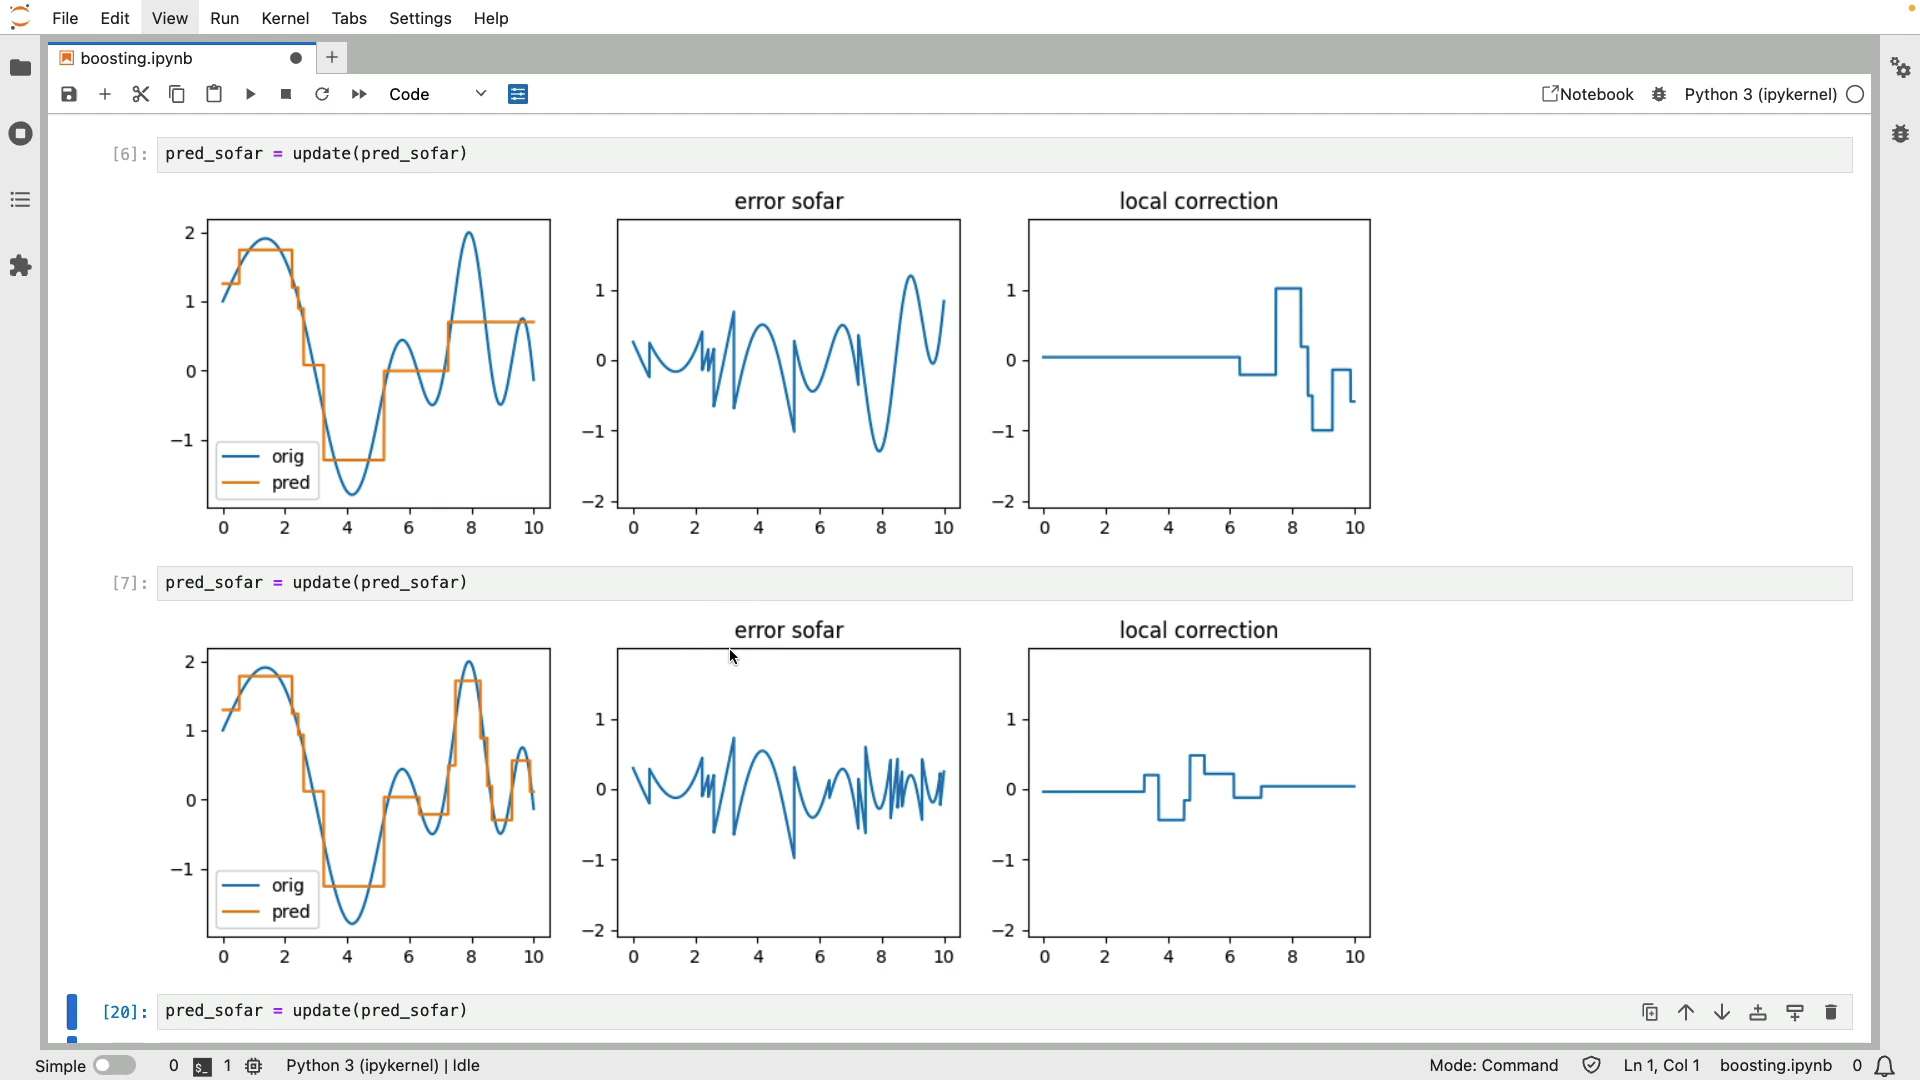 File Edit View Run Kernel Tabs Settings Help
boosting.ipynb
Code
Notebook Python 3 (ipykernel)
[6]: pred_sofar = update(pred_sofar)
error sofar
local correction
2
1
0
−1
orig
pred
0 2 4 6 8 10
1
0
−1
−2
0 2 4 6 8 10
1
0
−1
−2
0 2 4 6 8 10
[7]: pred_sofar = update(pred_sofar)
error sofar
local correction
2
1
0
−1
orig
pred
0 2 4 6 8 10
1
0
−1
−2
0 2 4 6 8 10
1
0
−1
−2
0 2 4 6 8 10
[20]: pred_sofar = update(pred_sofar)
Simple 0 $_ 1 Python 3 (ipykernel) | Idle Mode: Command Ln 1, Col 1 boosting.ipynb 0